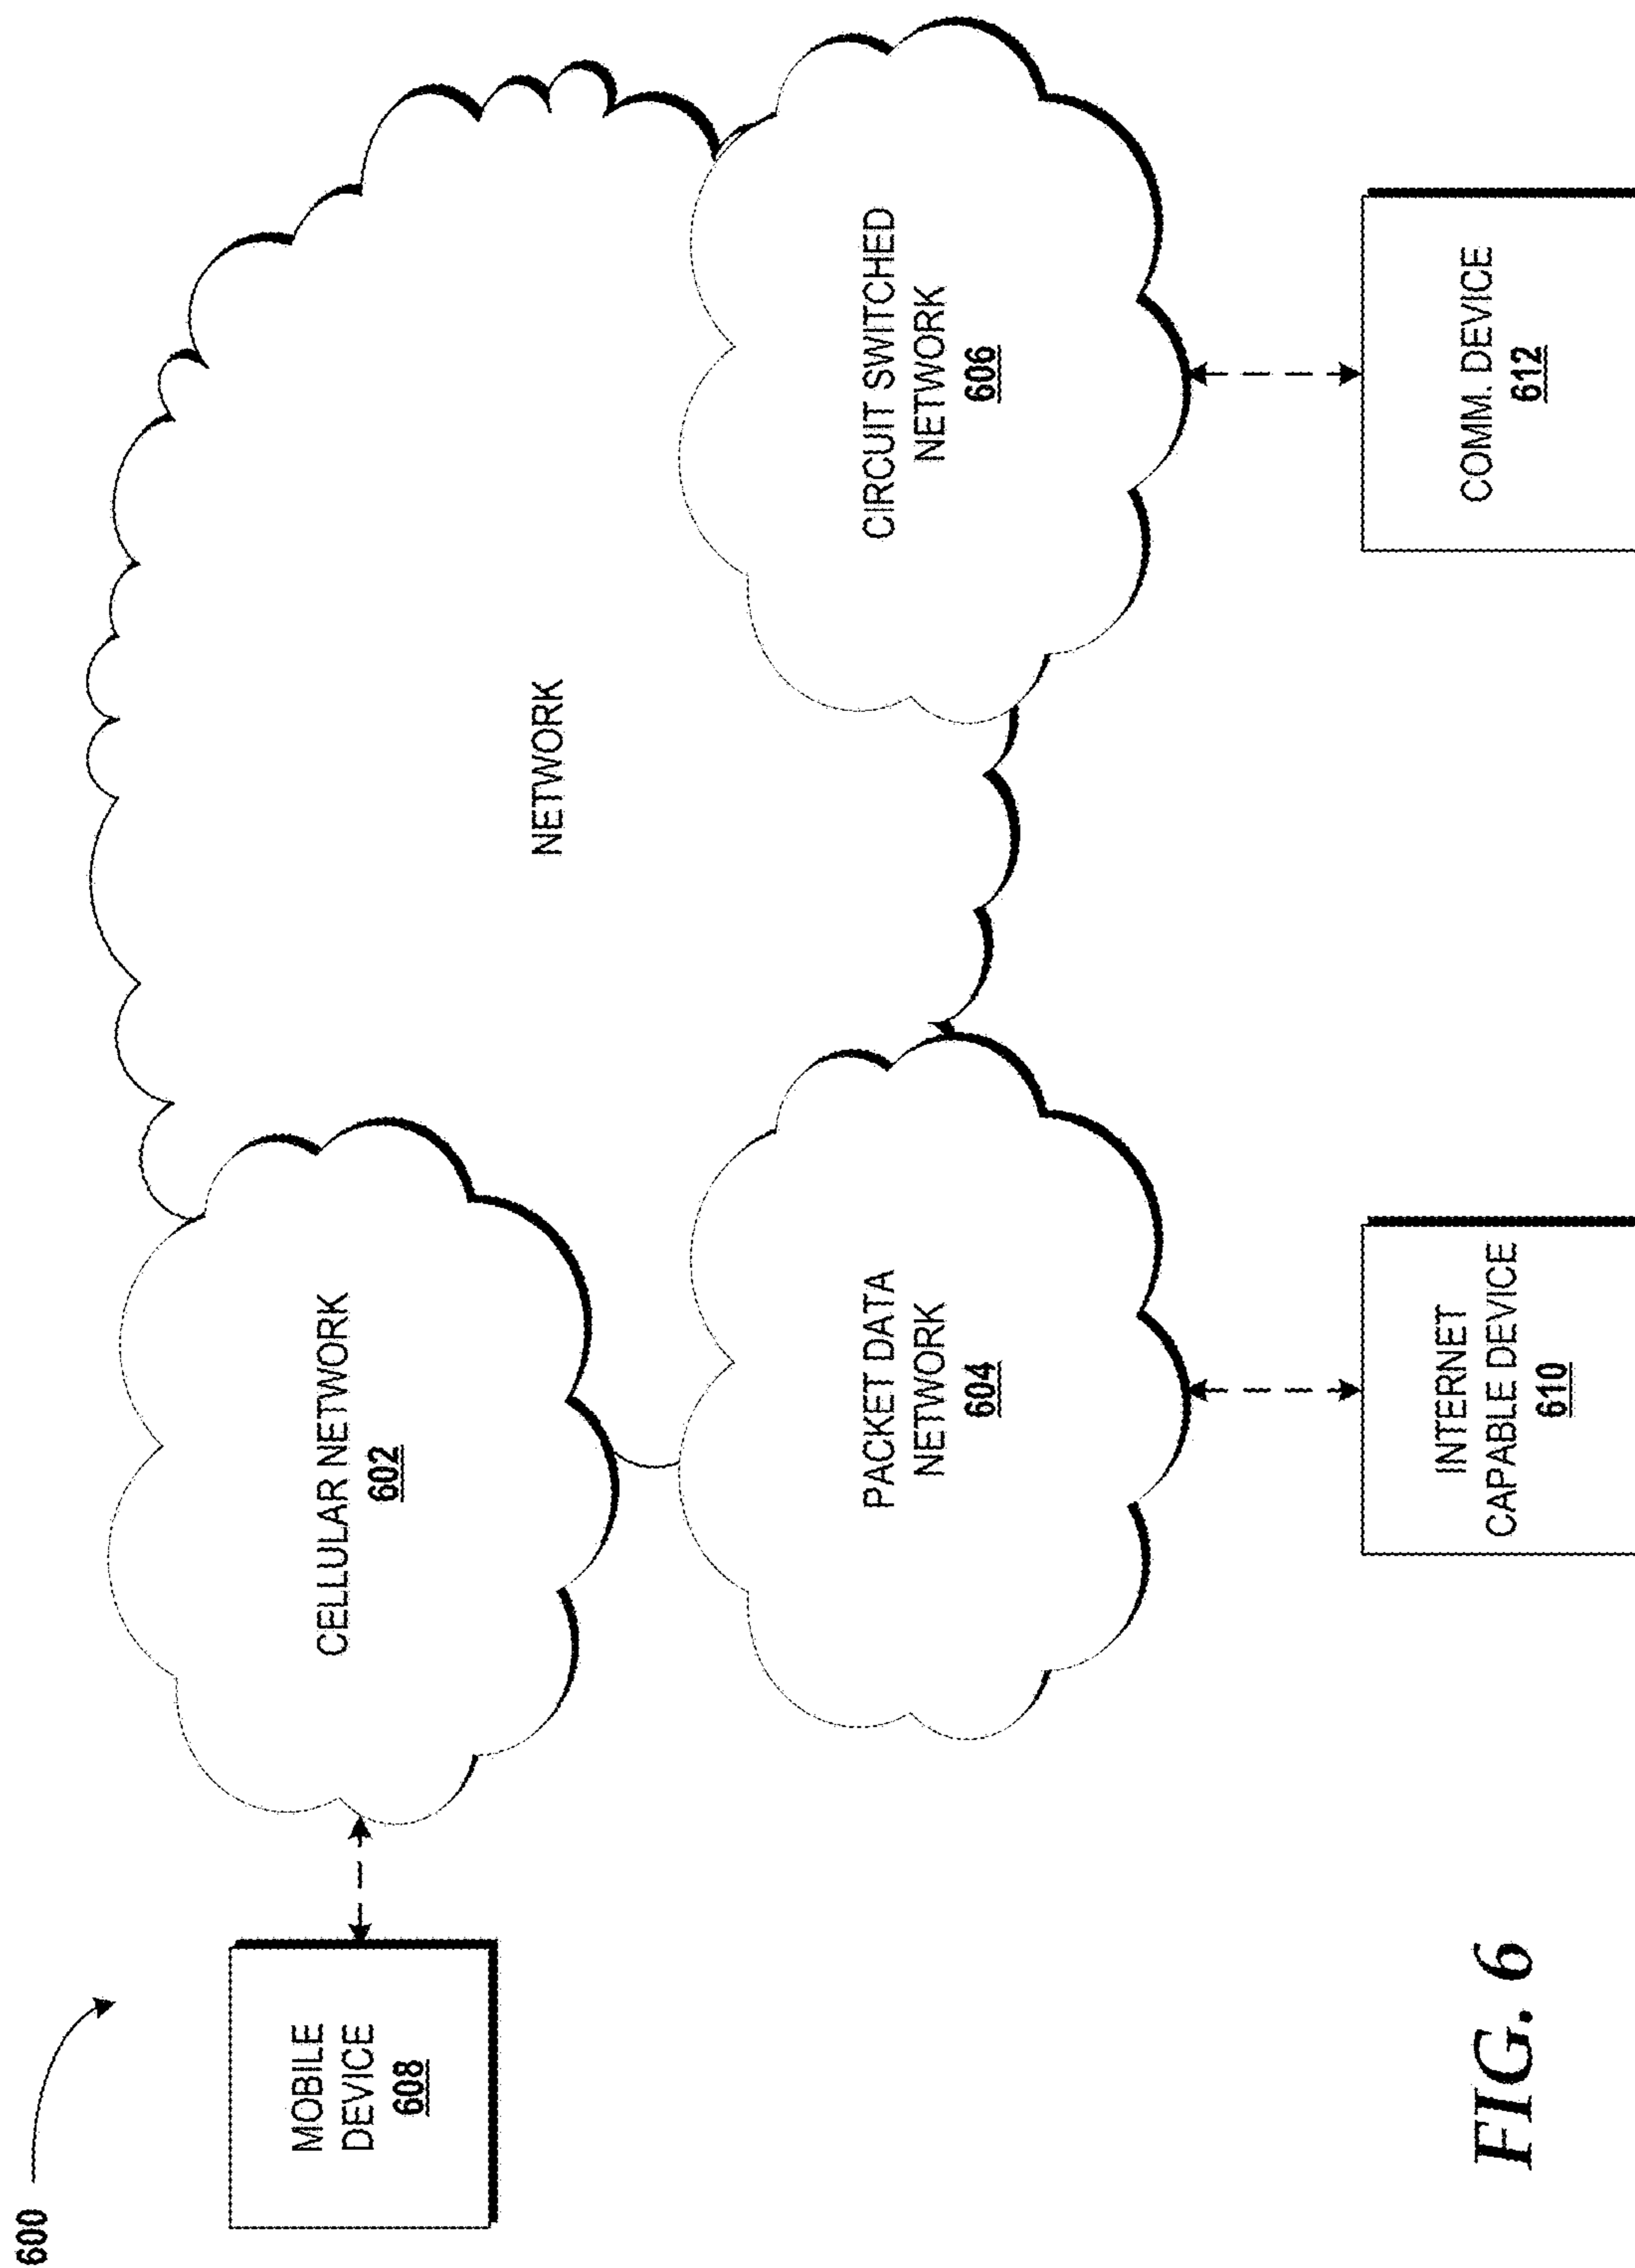 600
MOBILE
DEVICE
608
CELLULAR NETWORK
602
NETWORK
PACKET DATA
NETWORK
604
CIRCUIT SWITCHED
NETWORK
606
INTERNET
CAPABLE DEVICE
610
COMM. DEVICE
612
FIG. 6